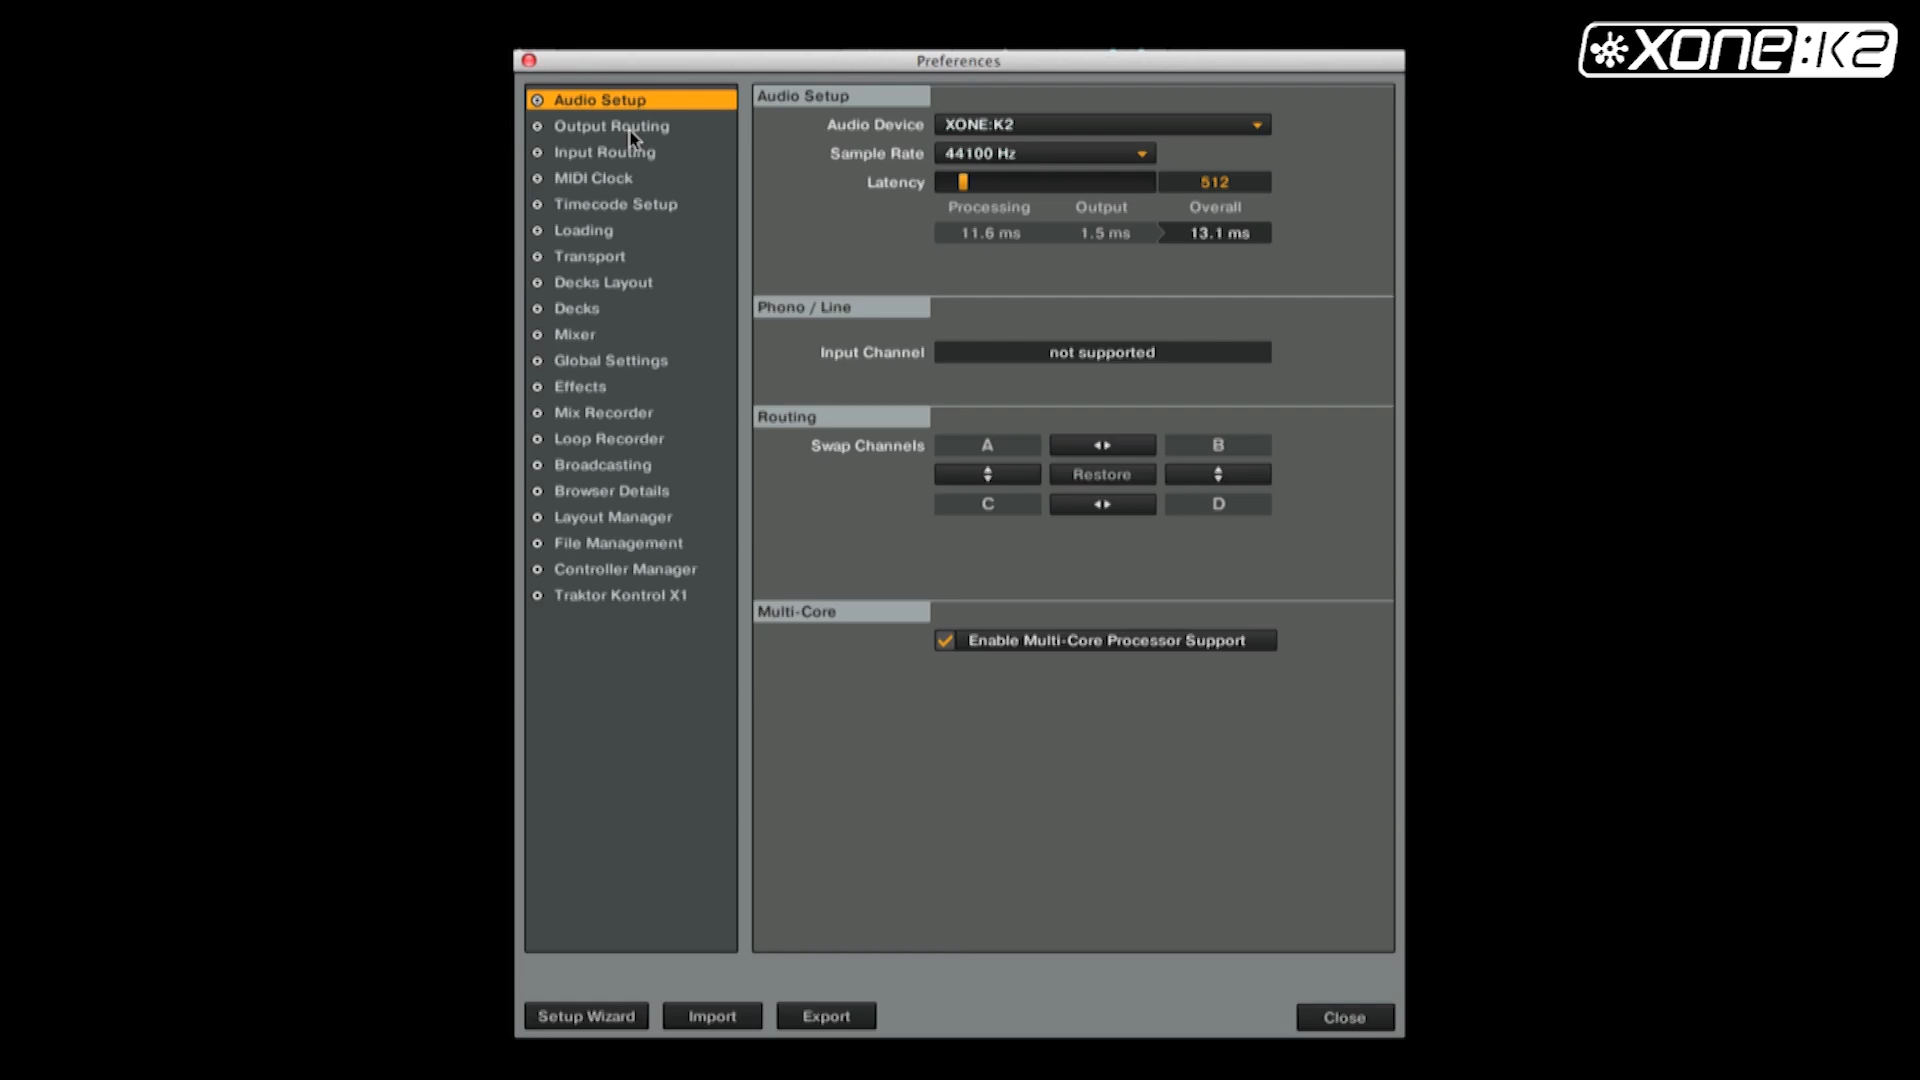 XONE:K2
Preferences
Audio Setup
Output Routing
Input Routing
MIDI Clock
Timecode Setup
Loading
Transport
Decks Layout
Decks
Mixer
Global Settings
Effects
Mix Recorder
Loop Recorder
Broadcasting
Browser Details
Layout Manager
File Management
Controller Manager
Traktor Kontrol X1
Audio Setup
Audio Device XONE:K2
Sample Rate 44100 Hz
Latency 512
Processing Output Overall
11.6 ms 1.5 ms 13.1 ms
Phono / Line
Input Channel not supported
Routing
Swap Channels A B
Restore
C D
Multi-Core
Enable Multi-Core Processor Support
Setup Wizard Import Export Close